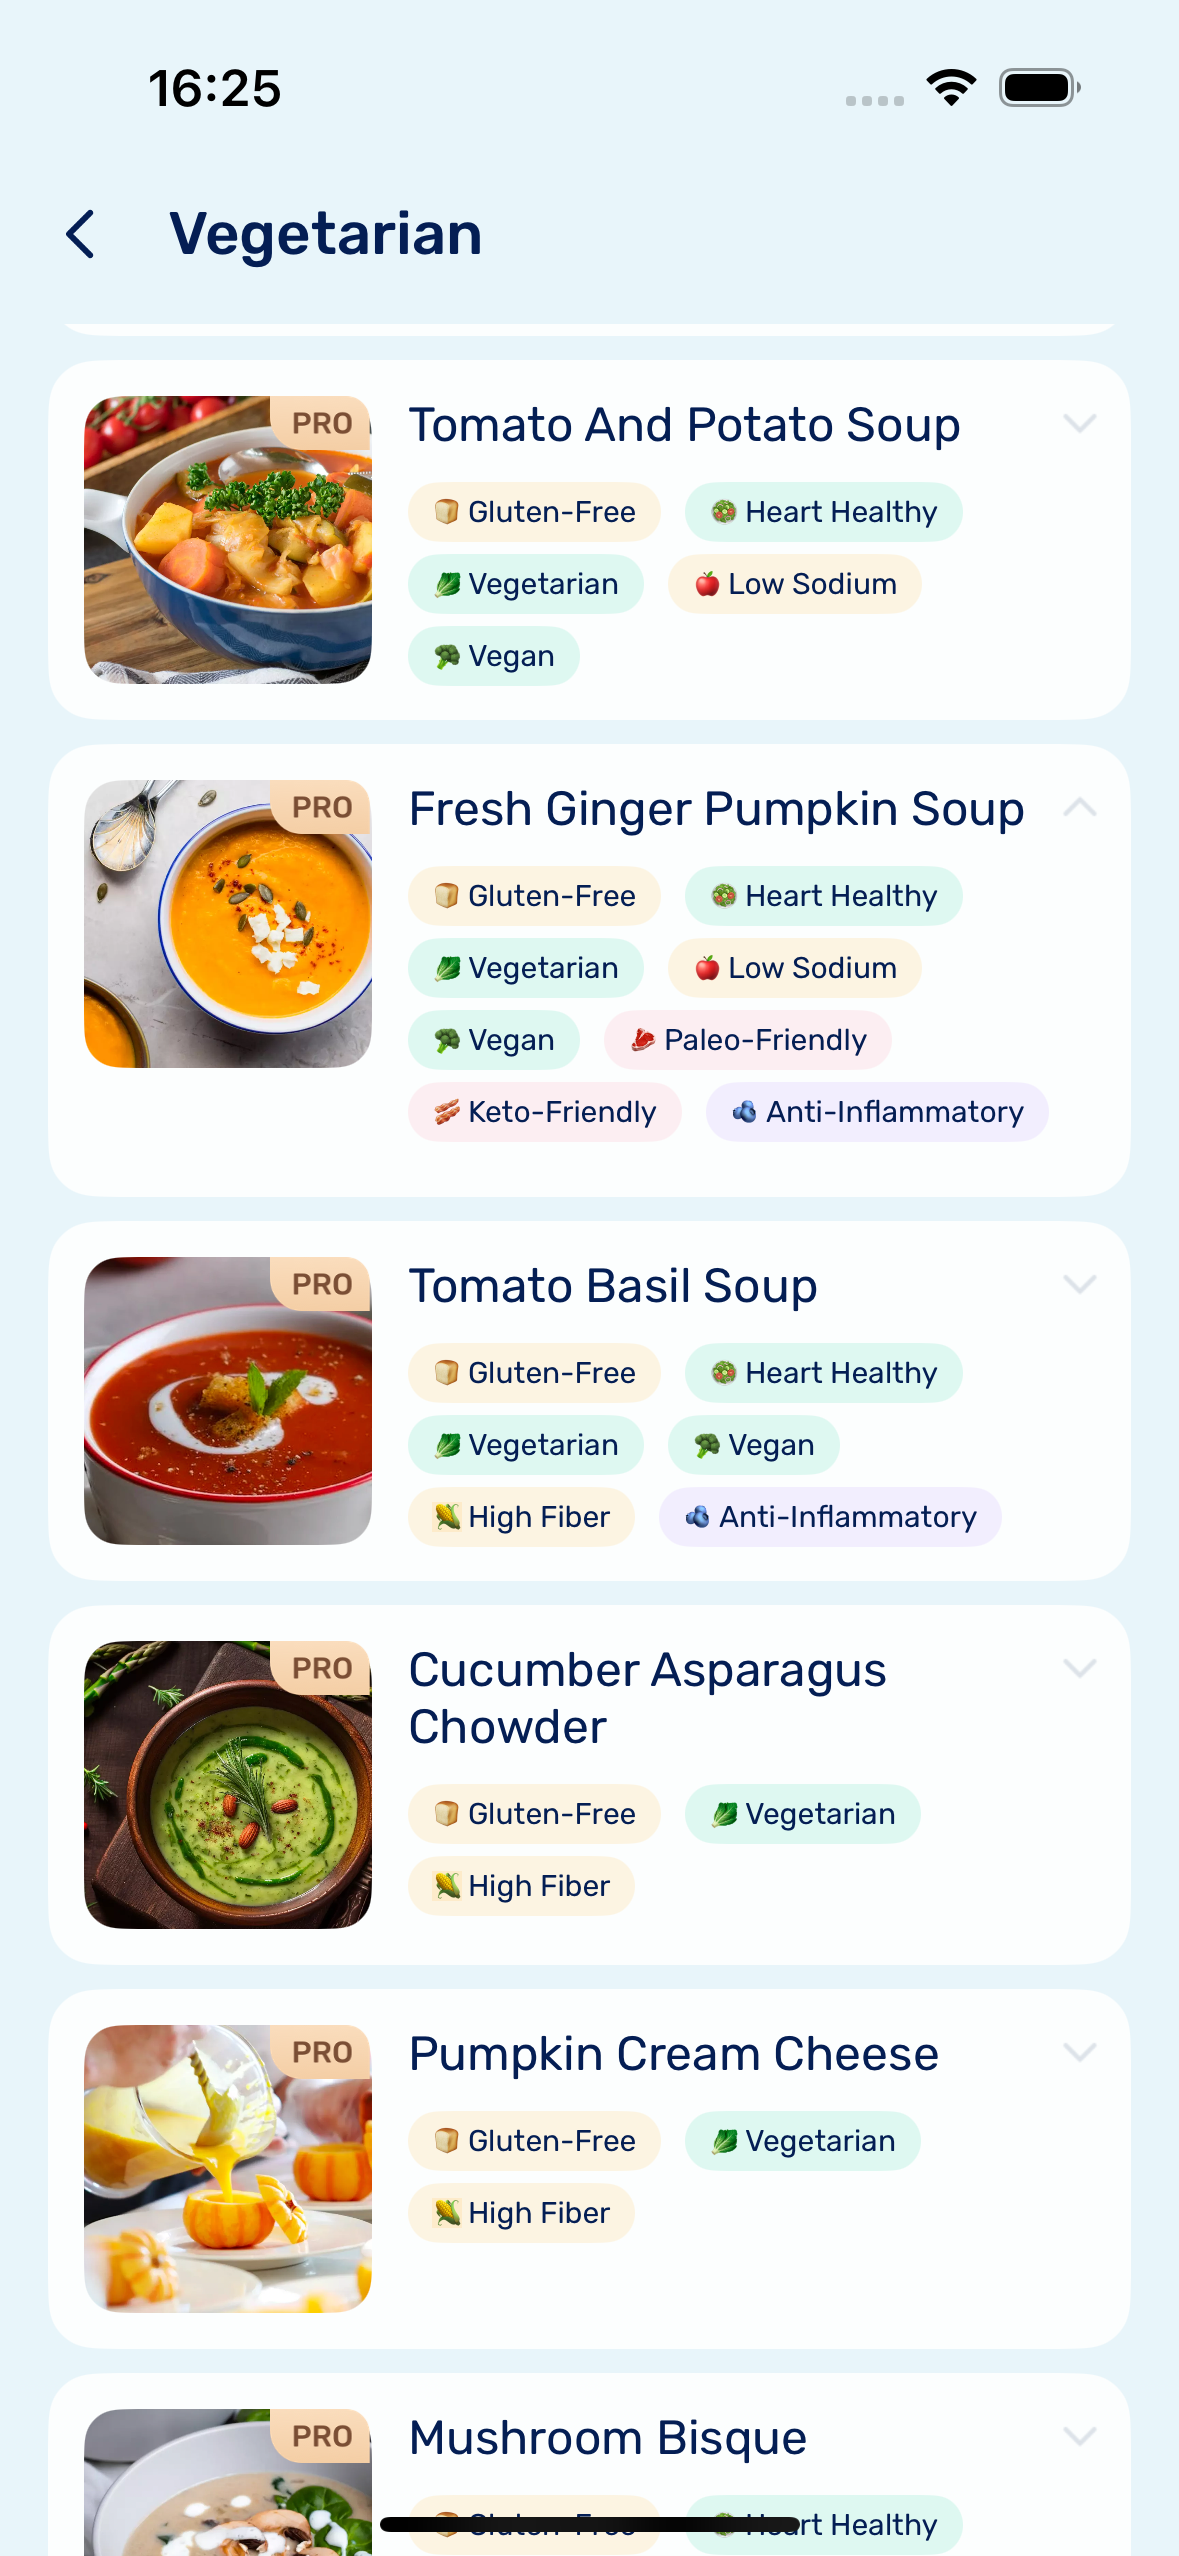 16:25
Vegetarian
PRO
Tomato And Potato Soup
Gluten-Free Heart Healthy
Vegetarian Low Sodium
Vegan
PRO
Fresh Ginger Pumpkin Soup
Gluten-Free Heart Healthy
Vegetarian Low Sodium
Vegan Paleo-Friendly
Keto-Friendly Anti-Inflammatory
PRO
Tomato Basil Soup
Gluten-Free Heart Healthy
Vegetarian Vegan
High Fiber Anti-Inflammatory
PRO
Cucumber Asparagus
Chowder
Gluten-Free Vegetarian
High Fiber
PRO
Pumpkin Cream Cheese
Gluten-Free Vegetarian
High Fiber
PRO
Mushroom Bisque
Gluten-Free Heart Healthy